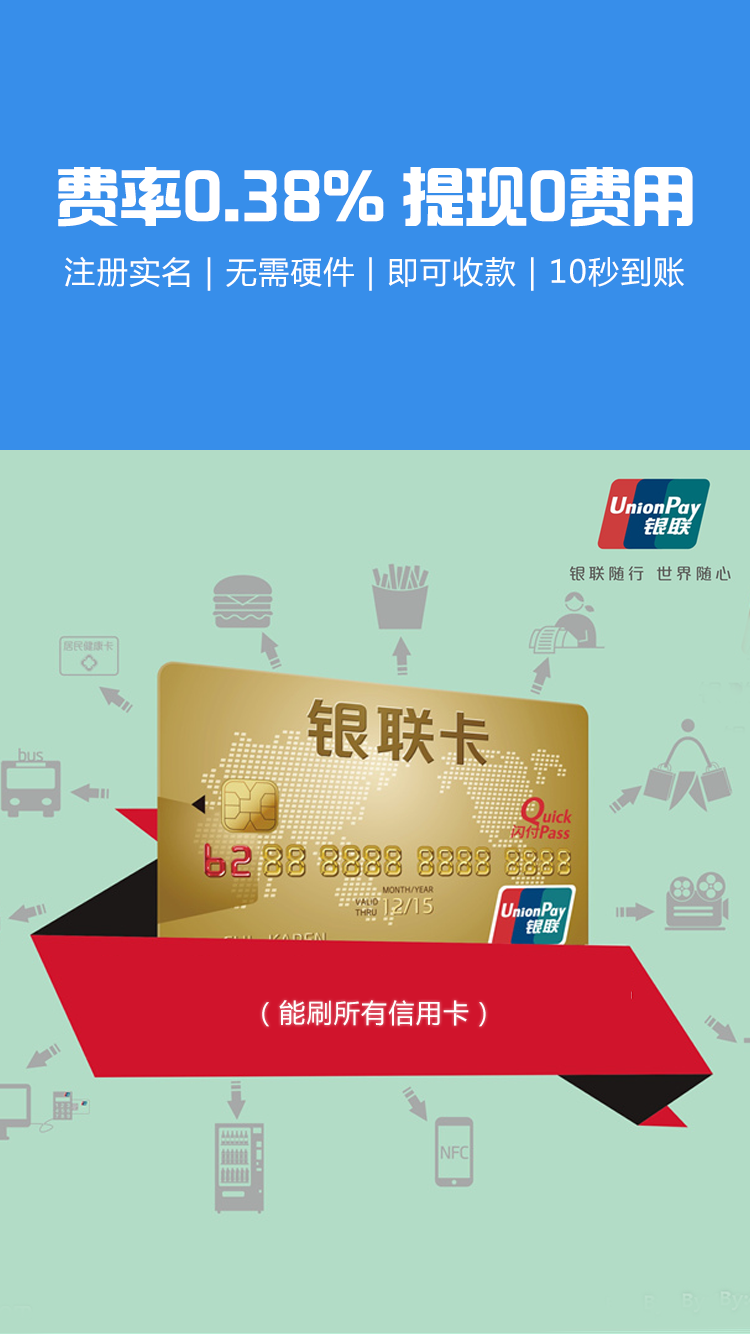 费率0.38% 提现0费用
注册实名 | 无需硬件 | 即可收款 | 10秒到账
UnionPay
银联
银联随行 世界随心
居民健康卡
bus
银联卡
Quick
闪付Pass
6288 8888 8888 8888
MONTH/YEAR
VALID THRU 12/15
UnionPay
银联
（能刷所有信用卡）
NFC